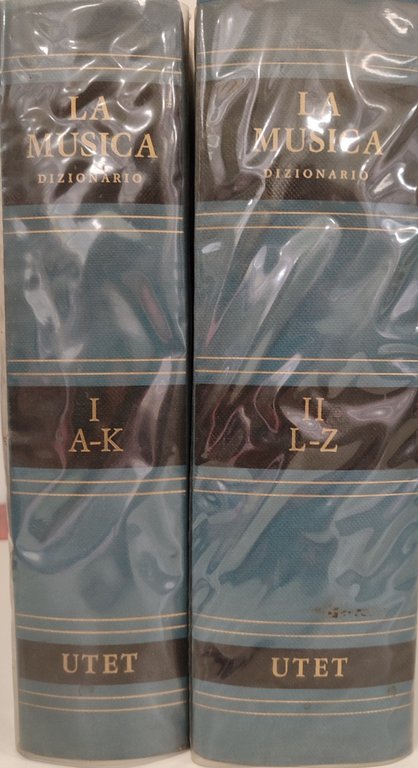 LA
MUSICA
DIZIONARIO
I
A-K
UTET
LA
MUSICA
DIZIONARIO
II
L-Z
UTET